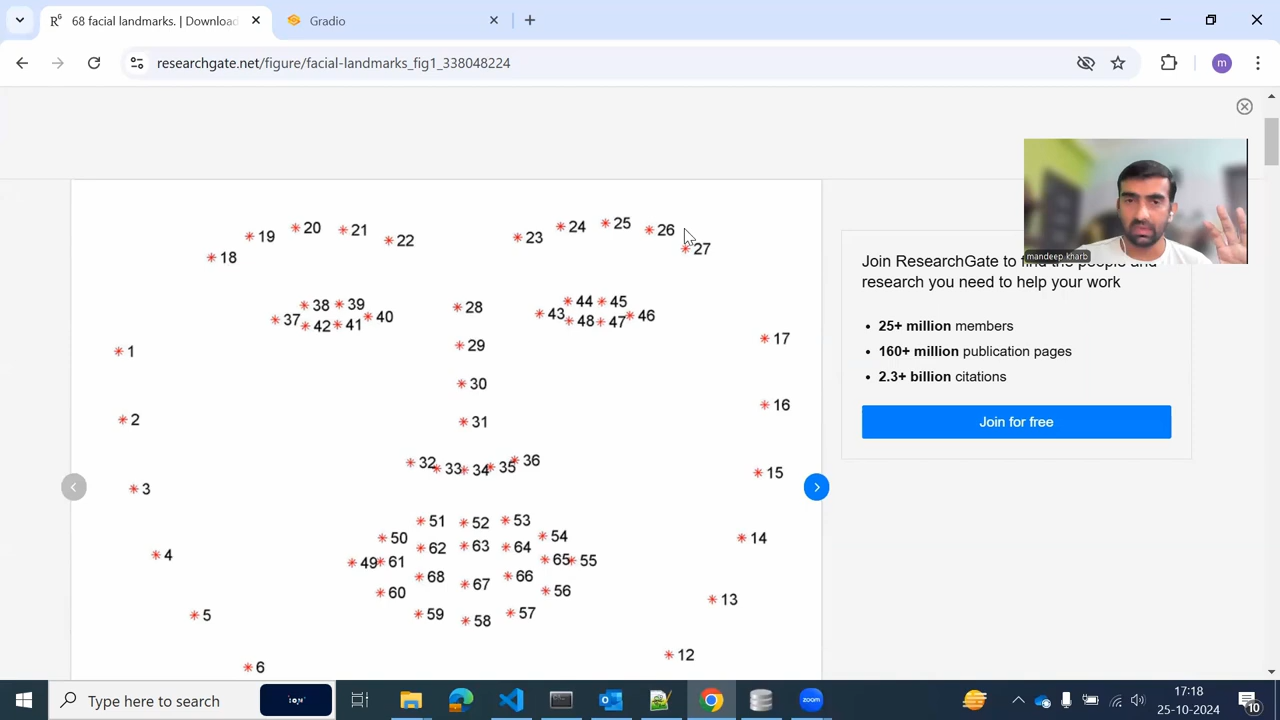 68 facial landmarks. | Download
Gradio
researchgate.net/figure/facial-landmarks_fig1_338048224
m
mandeep kharb
19 20 21 22 23 24 25 26
18 27
37 38 39 40 28 43 44 45 46
42 41 48 47
1 29 17
30
2 31 16
32 33 34 35 36
3 15
51 52 53
50 54 14
62 63 64
4 49 61 65 55
68 67 66
60 56 13
59 58 57
5
6 12
Join ResearchGate to find the people and
research you need to help your work
25+ million members
160+ million publication pages
2.3+ billion citations
Join for free
Type here to search
zoom
17:18
25-10-2024
10